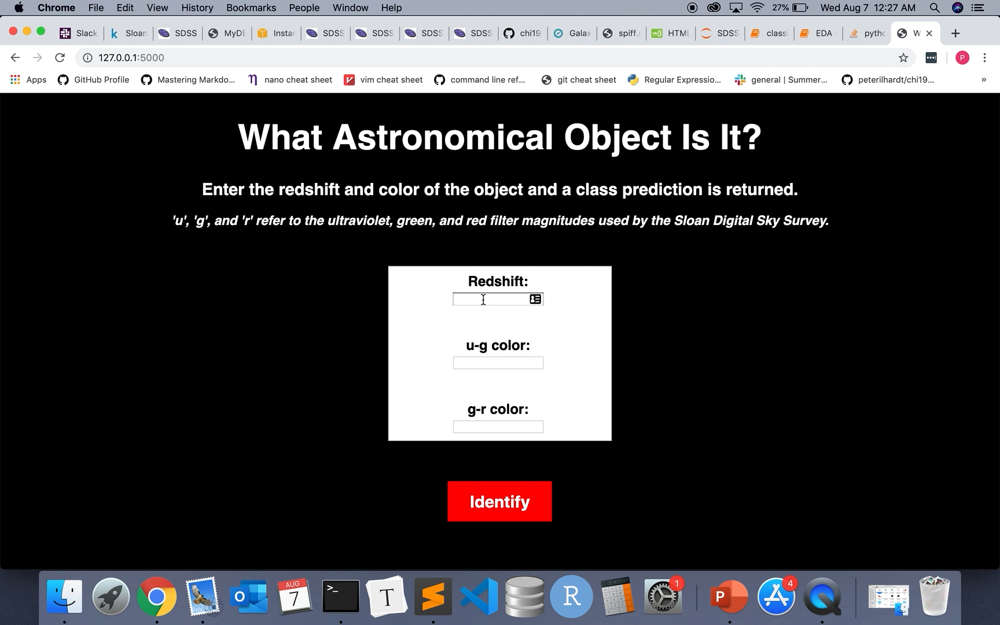 Chrome File Edit View History Bookmarks People Window Help 27% Wed Aug 7 12:27 AM
Slack Sloan SDSS MyDE Instar SDSS SDSS SDSS SDSS chi19 Galax spiff.r HTML SDSS classi EDA - pytho W
127.0.0.1:5000 P
Apps GitHub Profile Mastering Markdo... nano cheat sheet vim cheat sheet command line ref... git cheat sheet Regular Expressio... general | Summer... peterilhardt/chi19... »
What Astronomical Object Is It?
Enter the redshift and color of the object and a class prediction is returned.
'u', 'g', and 'r' refer to the ultraviolet, green, and red filter magnitudes used by the Sloan Digital Sky Survey.
Redshift:
u-g color:
g-r color:
Identify
AUG
7
>_
T
R
3.141593
1
P
4